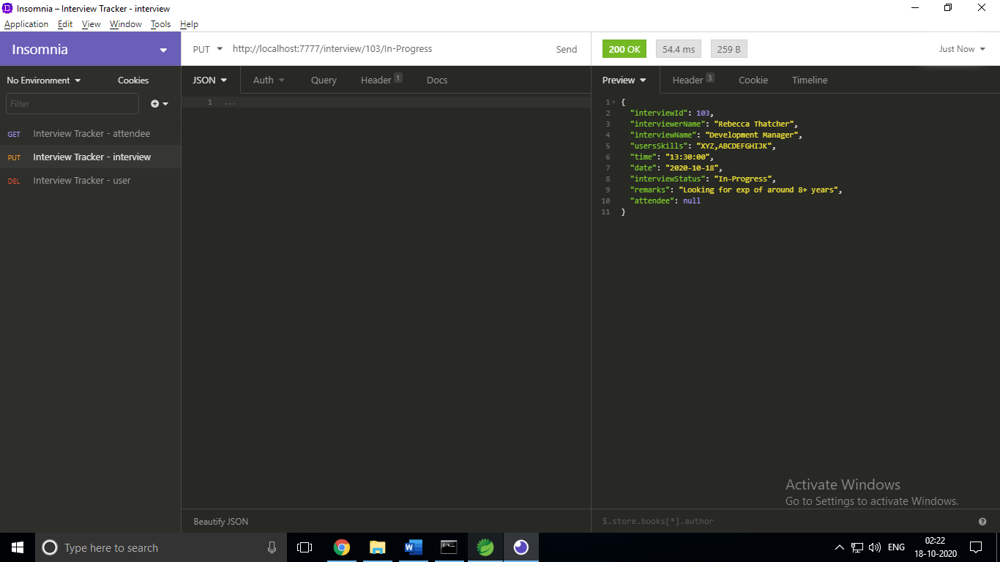 Insomnia – Interview Tracker - interview
Application Edit View Window Tools Help
Insomnia
PUT http://localhost:7777/interview/103/In-Progress Send
200 OK 54.4 ms 259 B Just Now
No Environment Cookies
JSON Auth Query Header 1 Docs
Preview Header 3 Cookie Timeline
Filter
GET Interview Tracker - attendee
PUT Interview Tracker - interview
DEL Interview Tracker - user
1 ...
1 {
2 "interviewId": 103,
3 "interviewerName": "Rebecca Thatcher",
4 "interviewName": "Development Manager",
5 "usersSkills": "XYZ,ABCDEFGHIJK",
6 "time": "13:30:00",
7 "date": "2020-10-18",
8 "interviewStatus": "In-Progress",
9 "remarks": "Looking for exp of around 8+ years",
10 "attendee": null
11 }
Activate Windows
Go to Settings to activate Windows.
Beautify JSON
$.store.books[*].author
Type here to search
ENG
02:22
18-10-2020